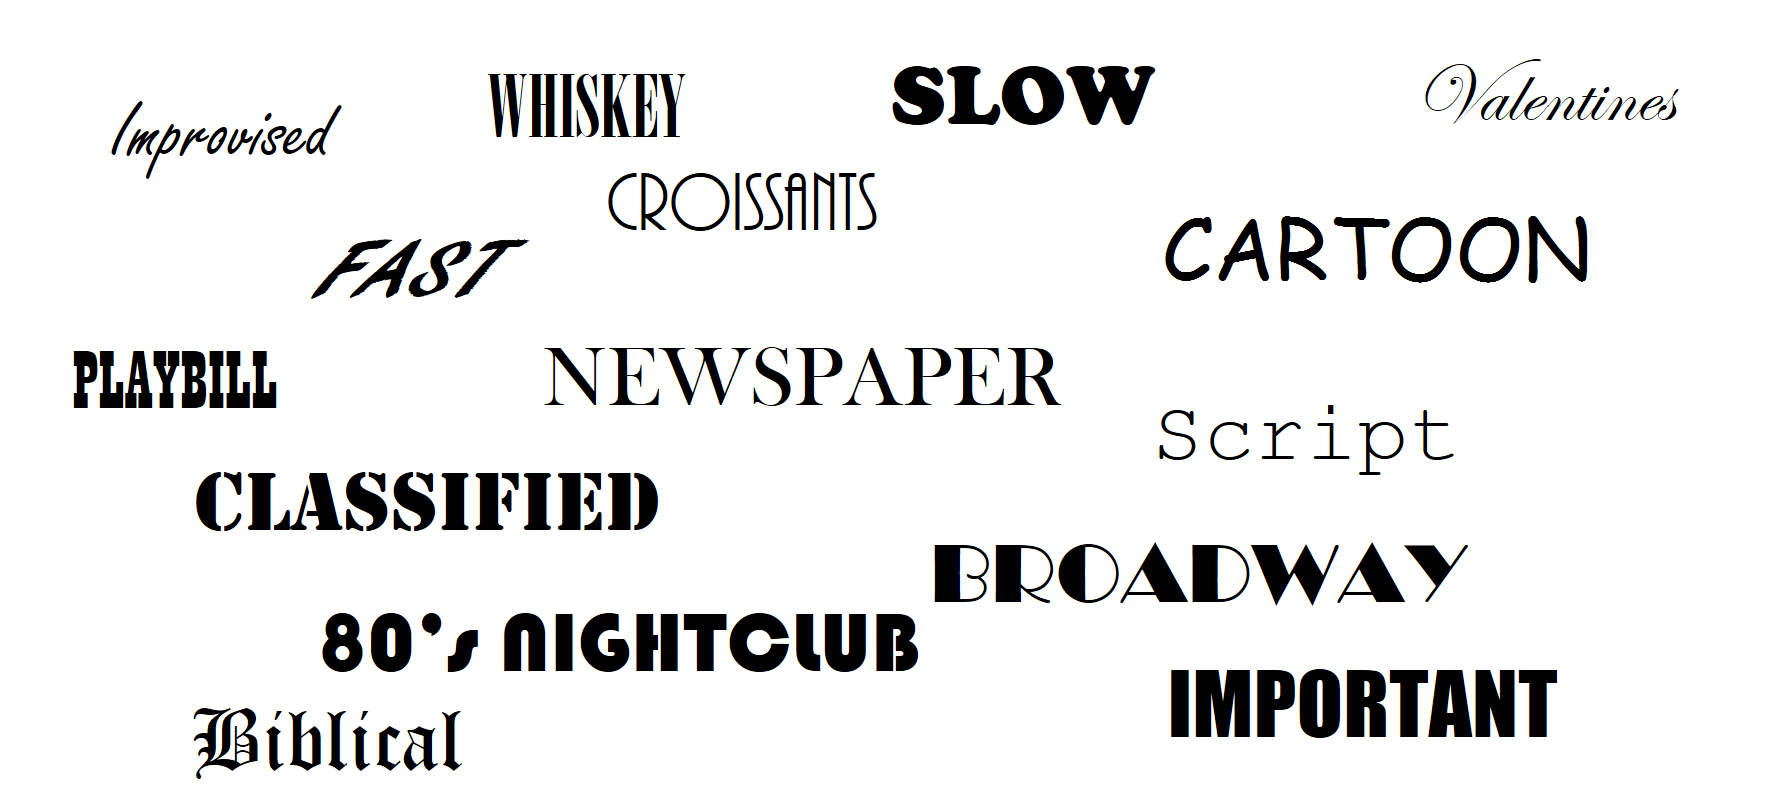 Improvised
WHISKEY
SLOW
Valentines
CROISSANTS
FAST
CARTOON
PLAYBILL
NEWSPAPER
Script
CLASSIFIED
BROADWAY
80's NIGHTCLUB
IMPORTANT
Biblical